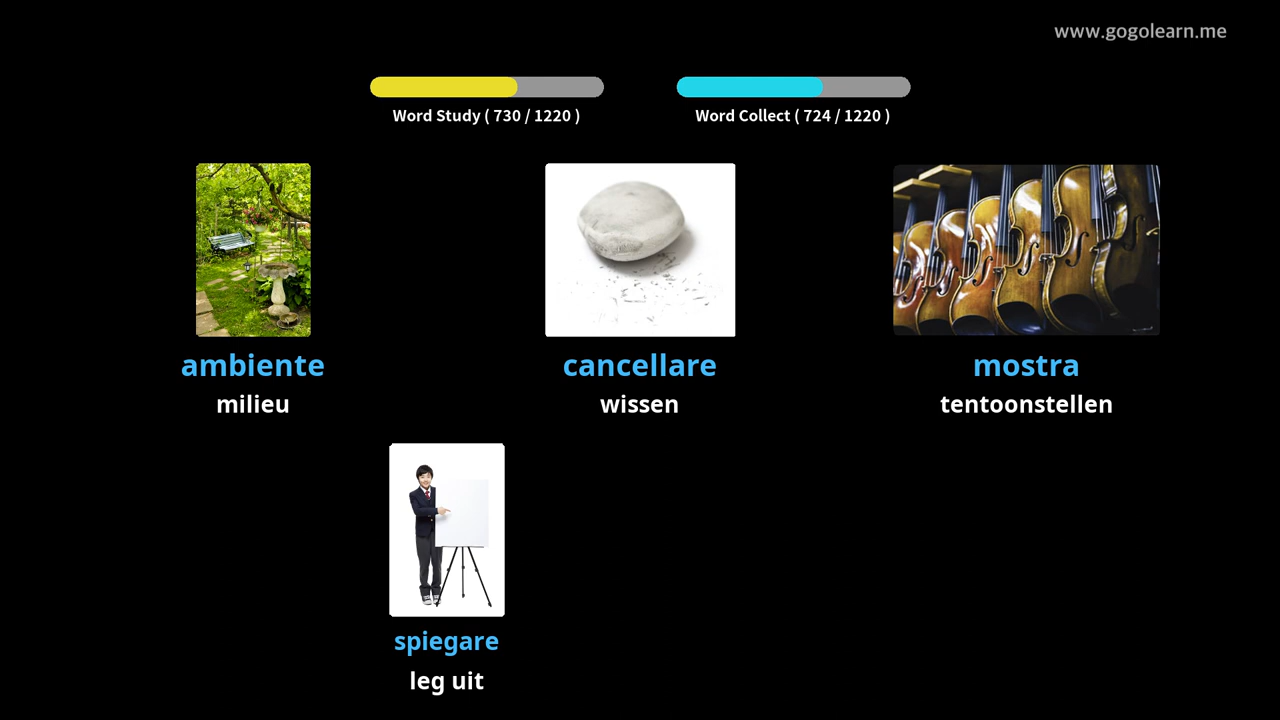 www.gogolearn.me
Word Study ( 730 / 1220 )
Word Collect ( 724 / 1220 )
ambiente
milieu
cancellare
wissen
mostra
tentoonstellen
spiegare
leg uit